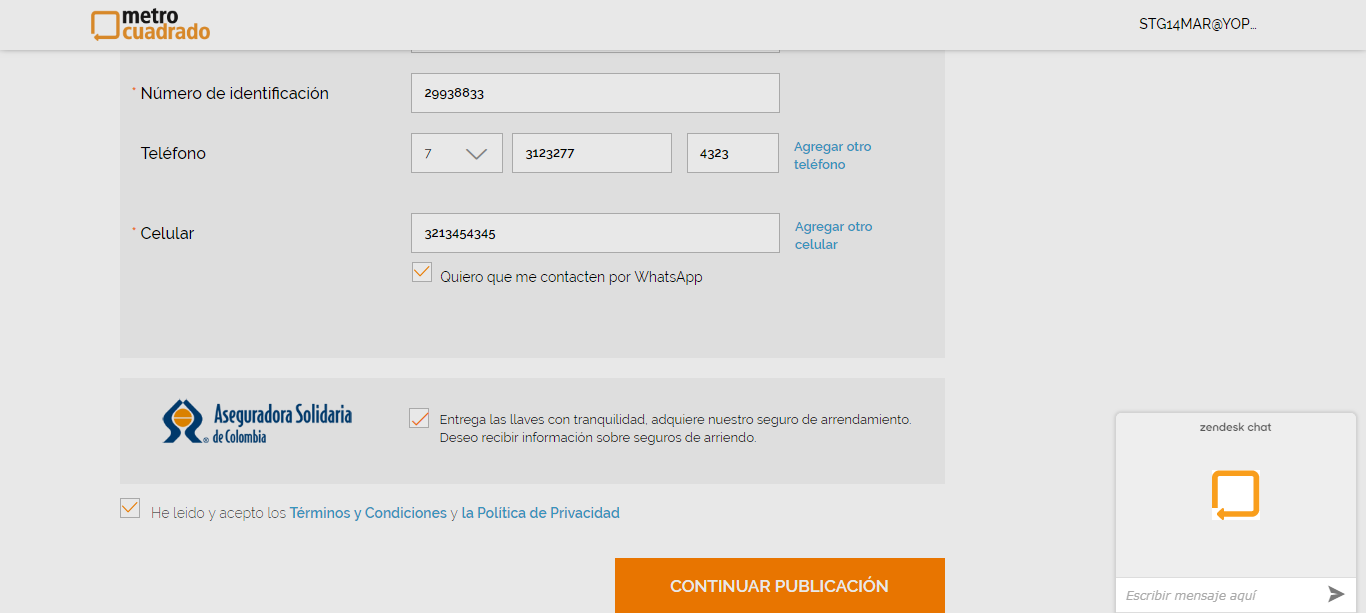 metro
cuadrado
STG14MAR@YOP...
* Número de identificación
29938833
Teléfono
7
3123277
4323
Agregar otro
teléfono
* Celular
3213454345
Agregar otro
celular
Quiero que me contacten por WhatsApp
Aseguradora Solidaria
de Colombia
Entrega las llaves con tranquilidad, adquiere nuestro seguro de arrendamiento.
Deseo recibir información sobre seguros de arriendo.
He leido y acepto los Términos y Condiciones y la Política de Privacidad
CONTINUAR PUBLICACIÓN
zendesk chat
Escribir mensaje aquí